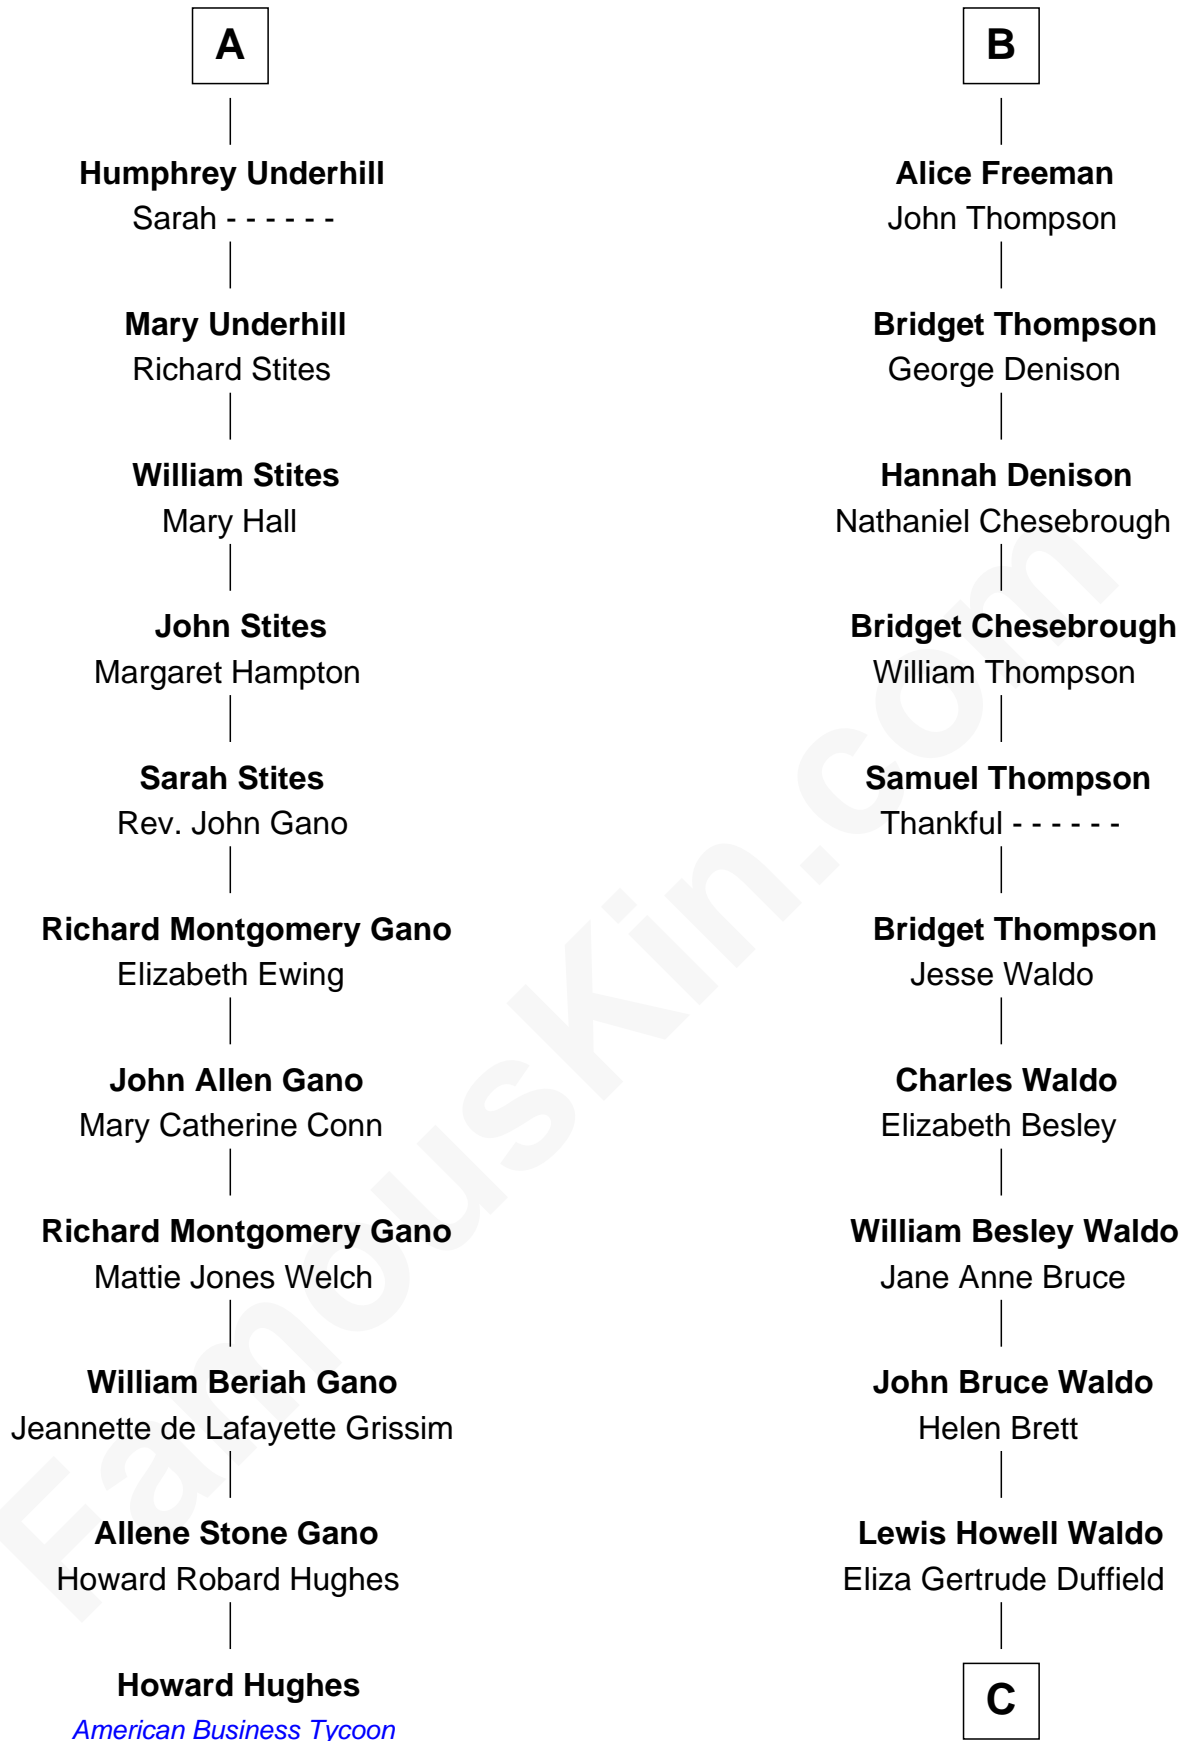 A
Humphrey Underhill
Sarah - - - - - -
Mary Underhill
Richard Stites
William Stites
Mary Hall
John Stites
Margaret Hampton
Sarah Stites
Rev. John Gano
Richard Montgomery Gano
Elizabeth Ewing
John Allen Gano
Mary Catherine Conn
Richard Montgomery Gano
Mattie Jones Welch
William Beriah Gano
Jeannette de Lafayette Grissim
Allene Stone Gano
Howard Robard Hughes
Howard Hughes
American Business Tycoon
B
Alice Freeman
John Thompson
Bridget Thompson
George Denison
Hannah Denison
Nathaniel Chesebrough
Bridget Chesebrough
William Thompson
Samuel Thompson
Thankful - - - - - -
Bridget Thompson
Jesse Waldo
Charles Waldo
Elizabeth Besley
William Besley Waldo
Jane Anne Bruce
John Bruce Waldo
Helen Brett
Lewis Howell Waldo
Eliza Gertrude Duffield
C
FamousKin.com